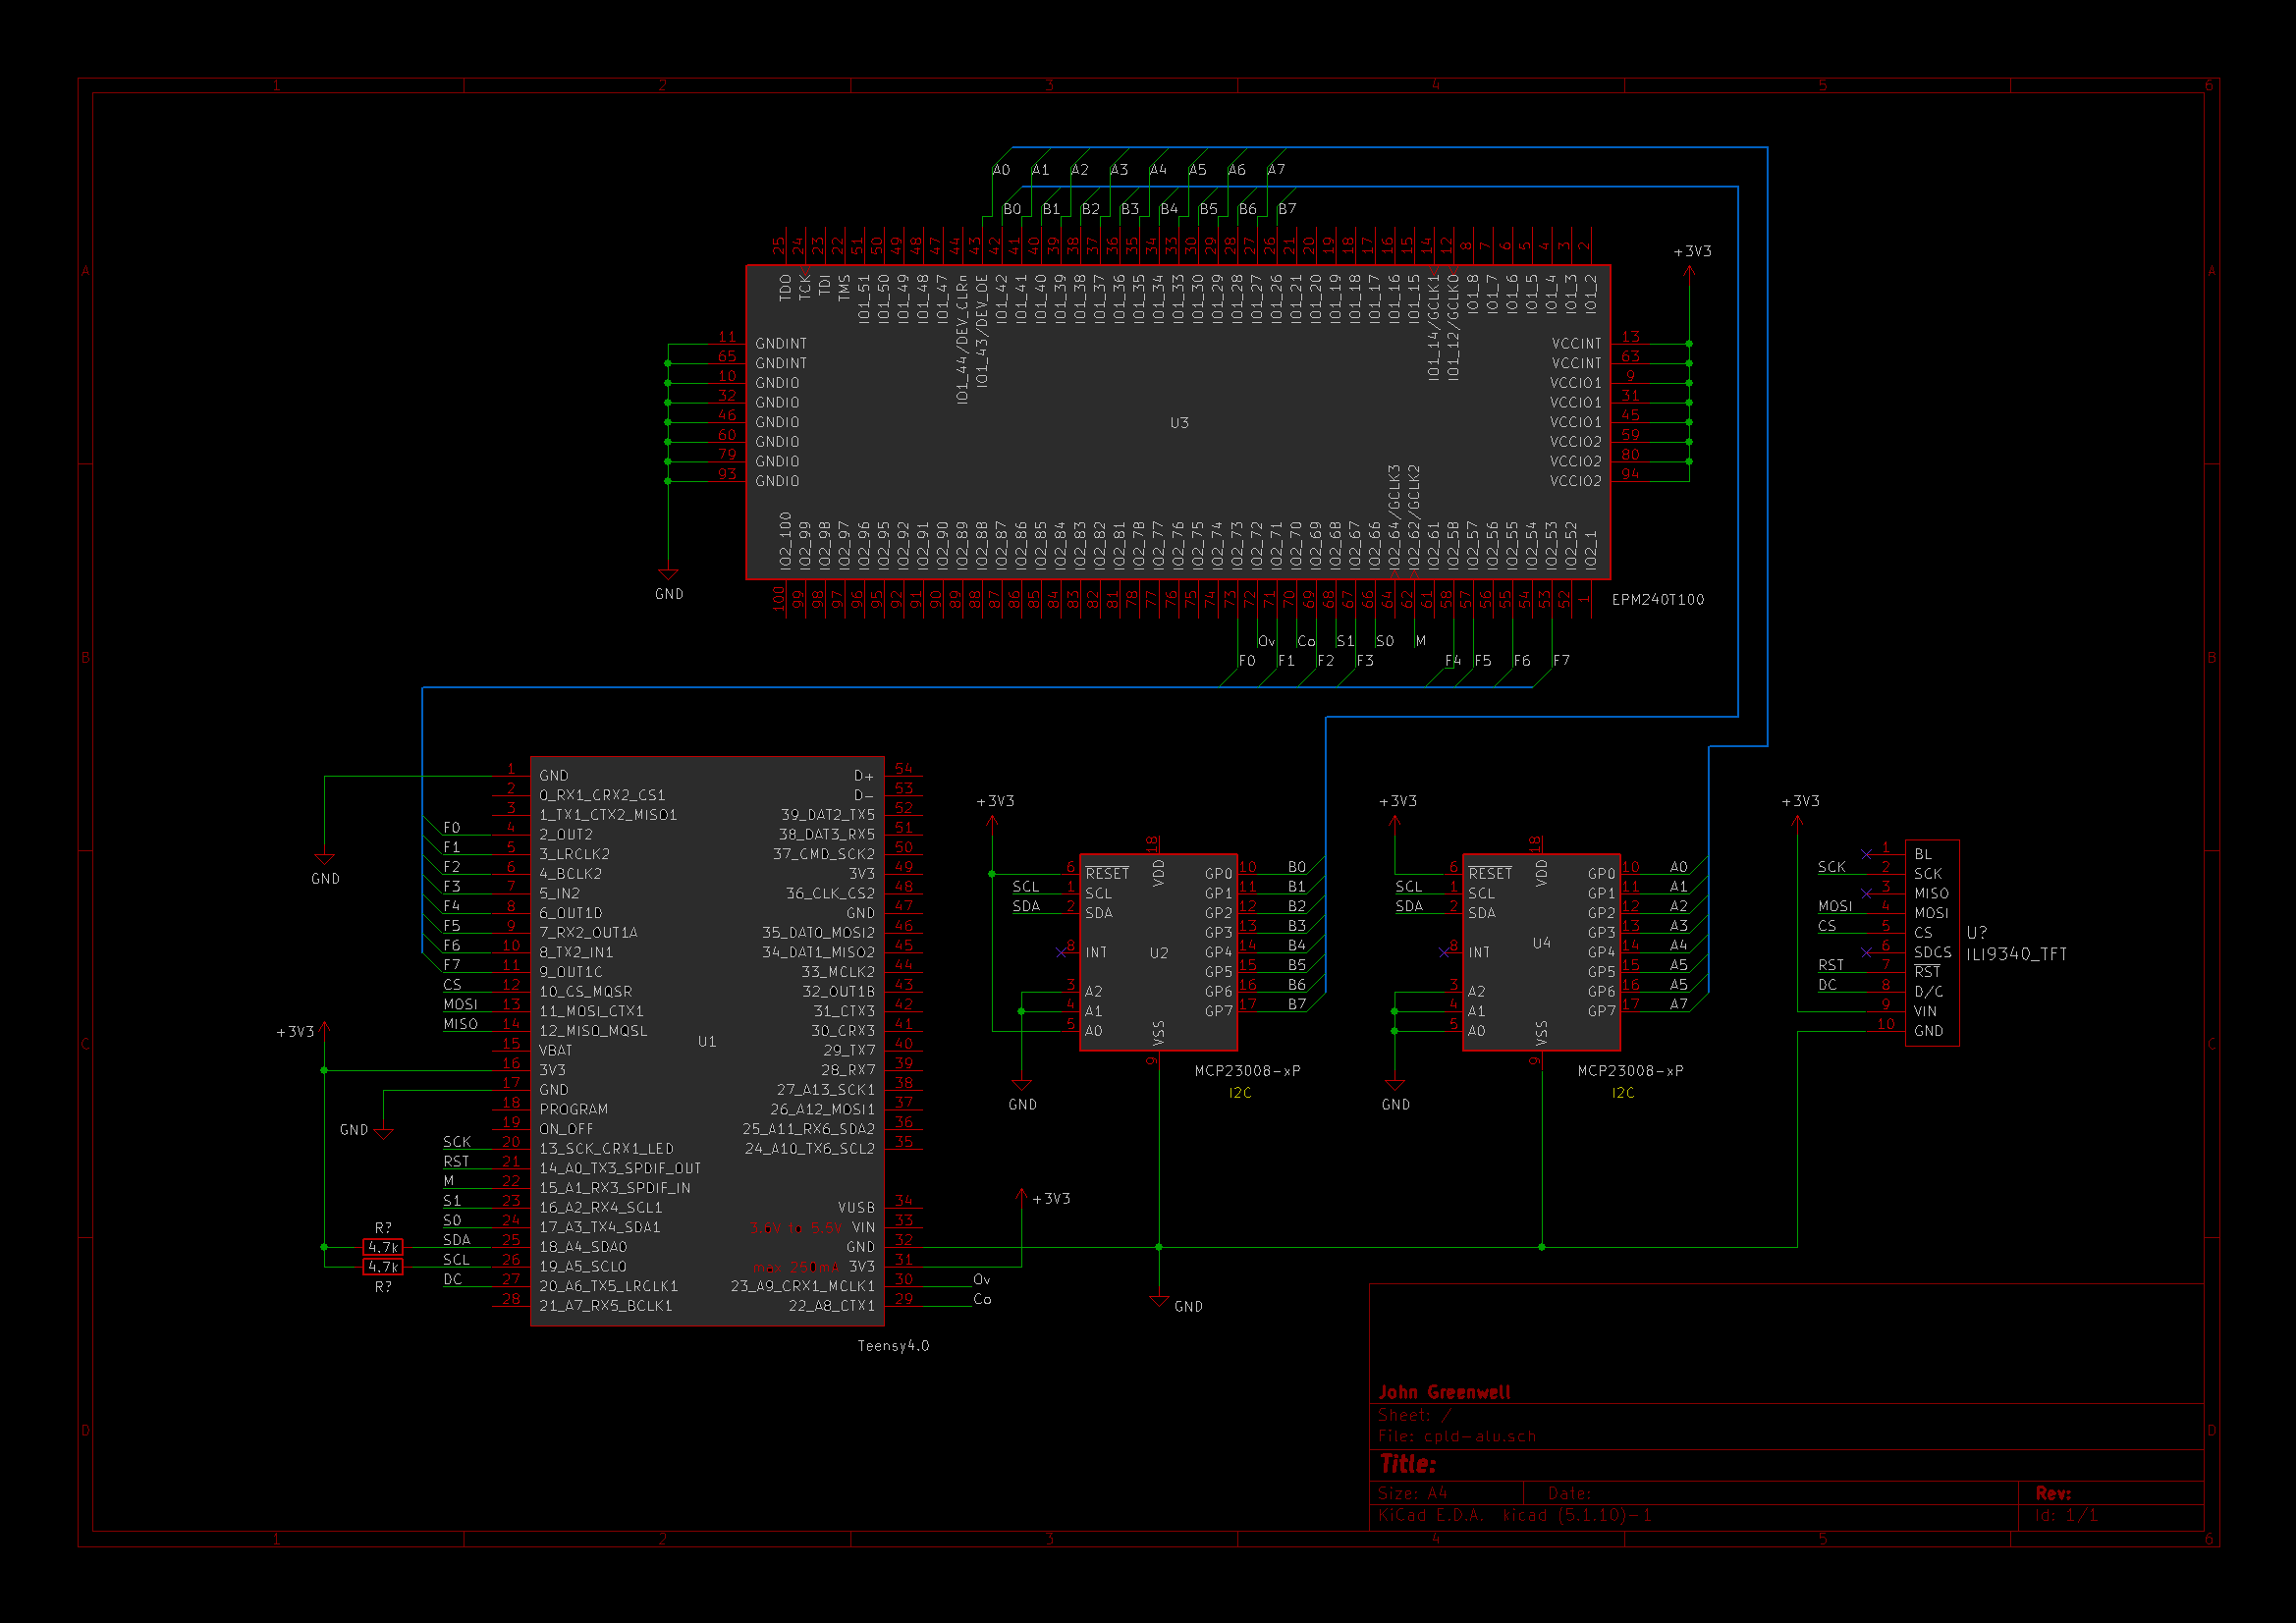 1 2 3 4 5 6
A0 A1 A2 A3 A4 A5 A6 A7
B0 B1 B2 B3 B4 B5 B6 B7
25 24 23 22 51 50 49 48 47 44 43 42 41 40 39 38 37 36 35 34 33 30 29 28 27 26 21 20 19 18 17 16 15 14 12 8 7 6 5 4 3 2
+3V3
A A
TDO TCK TDI TMS IO1_51 IO1_50 IO1_49 IO1_48 IO1_47 IO1_44/DEV_CLRn IO1_43/DEV_OE IO1_42 IO1_41 IO1_40 IO1_39 IO1_38 IO1_37 IO1_36 IO1_35 IO1_34 IO1_33 IO1_30 IO1_29 IO1_28 IO1_27 IO1_26 IO1_21 IO1_20 IO1_19 IO1_18 IO1_17 IO1_16 IO1_15 IO1_14/GCLK1 IO1_12/GCLK0 IO1_8 IO1_7 IO1_6 IO1_5 IO1_4 IO1_3 IO1_2
11 GNDINT VCCINT 13
65 GNDINT VCCINT 63
10 GNDIO VCCIO1 9
32 GNDIO VCCIO1 31
46 GNDIO U3 VCCIO1 45
60 GNDIO VCCIO2 59
79 GNDIO VCCIO2 80
93 GNDIO VCCIO2 94
IO2_100 IO2_99 IO2_98 IO2_97 IO2_96 IO2_95 IO2_92 IO2_91 IO2_90 IO2_89 IO2_88 IO2_87 IO2_86 IO2_85 IO2_84 IO2_83 IO2_82 IO2_81 IO2_78 IO2_77 IO2_76 IO2_75 IO2_74 IO2_73 IO2_72 IO2_71 IO2_70 IO2_69 IO2_68 IO2_67 IO2_66 IO2_64/GCLK3 IO2_62/GCLK2 IO2_61 IO2_58 IO2_57 IO2_56 IO2_55 IO2_54 IO2_53 IO2_52 IO2_1
GND
100 99 98 97 96 95 92 91 90 89 88 87 86 85 84 83 82 81 78 77 76 75 74 73 72 71 70 69 68 67 66 64 62 61 58 57 56 55 54 53 52 1
EPM240T100
Ov Co S1 S0 M
B F0 F1 F2 F3 F4 F5 F6 F7 B
1 GND D+ 54
2 0_RX1_CRX2_CS1 D- 53
3 1_TX1_CTX2_MISO1 39_DAT2_TX5 52
F0 4 2_OUT2 38_DAT3_RX5 51
F1 5 3_LRCLK2 37_CMD_SCK2 50
F2 6 4_BCLK2 3V3 49
F3 7 5_IN2 36_CLK_CS2 48
F4 8 6_OUT1D GND 47
F5 9 7_RX2_OUT1A 35_DAT0_MOSI2 46
F6 10 8_TX2_IN1 34_DAT1_MISO2 45
F7 11 9_OUT1C 33_MCLK2 44
CS 12 10_CS_MQSR 32_OUT1B 43
MOSI 13 11_MOSI_CTX1 31_CTX3 42
MISO 14 12_MISO_MQSL 30_CRX3 41
15 VBAT U1 29_TX7 40
16 3V3 28_RX7 39
17 GND 27_A13_SCK1 38
18 PROGRAM 26_A12_MOSI1 37
19 ON_OFF 25_A11_RX6_SDA2 36
SCK 20 13_SCK_CRX1_LED 24_A10_TX6_SCL2 35
RST 21 14_A0_TX3_SPDIF_OUT
M 22 15_A1_RX3_SPDIF_IN
S1 23 16_A2_RX4_SCL1 VUSB 34
S0 24 17_A3_TX4_SDA1 3.6V to 5.5V VIN 33
SDA 25 18_A4_SDA0 GND 32
SCL 26 19_A5_SCL0 max 250mA 3V3 31
DC 27 20_A6_TX5_LRCLK1 23_A9_CRX1_MCLK1 30 Ov
28 21_A7_RX5_BCLK1 22_A8_CTX1 29 Co
Teensy4.0
GND
+3V3
GND
R?
4.7k
4.7k
R?
+3V3
+3V3
18 VDD
6 RESET GP0 10 B0
SCL 1 SCL GP1 11 B1
SDA 2 SDA GP2 12 B2
GP3 13 B3
8 INT U2 GP4 14 B4
GP5 15 B5
3 A2 GP6 16 B6
4 A1 GP7 17 B7
5 A0
VSS 9
MCP23008-xP
I2C
GND
GND
+3V3
18 VDD
6 RESET GP0 10 A0
SCL 1 SCL GP1 11 A1
SDA 2 SDA GP2 12 A2
GP3 13 A3
8 INT U4 GP4 14 A4
GP5 15 A5
3 A2 GP6 16 A5
4 A1 GP7 17 A7
5 A0
VSS 9
MCP23008-xP
I2C
GND
+3V3
1 BL
SCK 2 SCK
3 MISO
MOSI 4 MOSI
CS 5 CS
6 SDCS
RST 7 RST
DC 8 D/C
9 VIN
10 GND
U?
ILI9340_TFT
C C
D D
John Greenwell
Sheet: /
File: cpld-alu.sch
Title:
Size: A4 Date: Rev:
KiCad E.D.A. kicad (5.1.10)-1 Id: 1/1
1 2 3 4 5 6